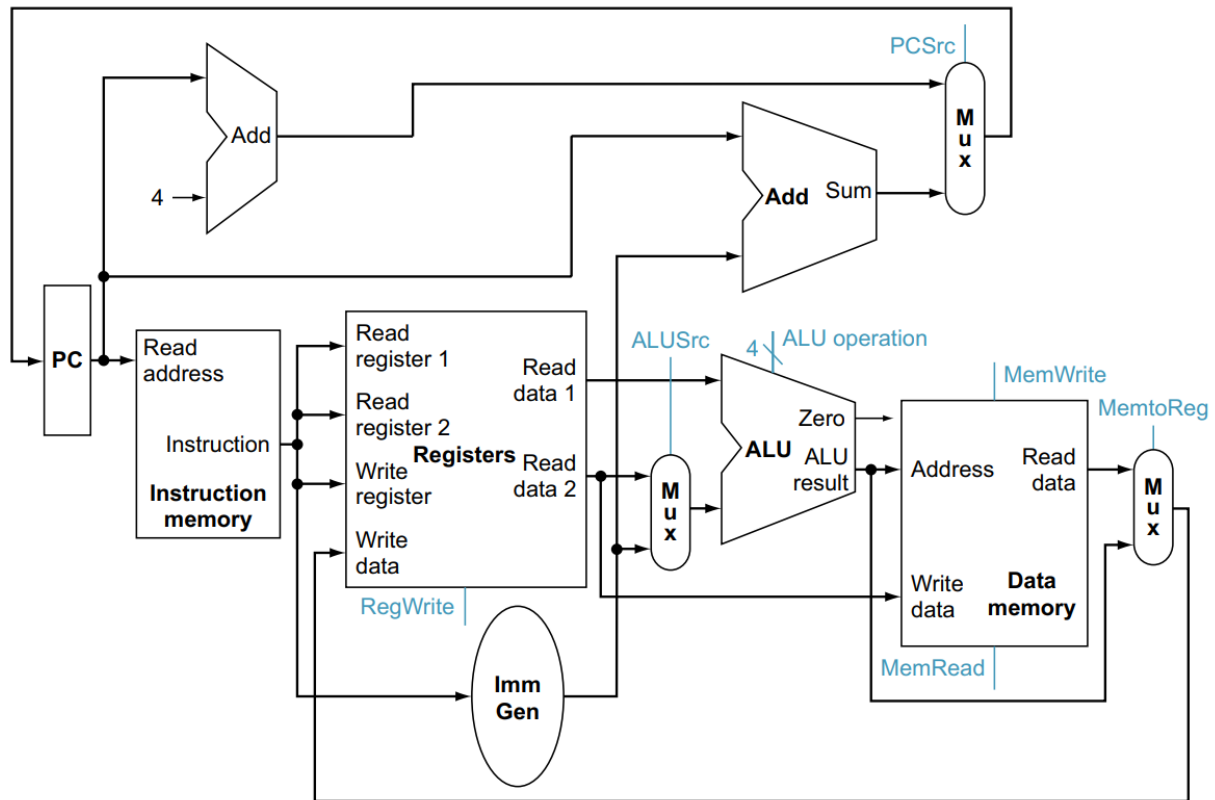 PCSrc
M
u
x
Add
4
Add
Sum
PC
Read
address
Instruction
Instruction
memory
Read
register 1
Read
register 2
Write
register
Write
data
Registers
Read
data 1
Read
data 2
RegWrite
Imm
Gen
ALUSrc
M
u
x
4
ALU operation
Zero
ALU
ALU
result
MemWrite
Address
Read
data
Write
data
Data
memory
MemRead
MemtoReg
M
u
x